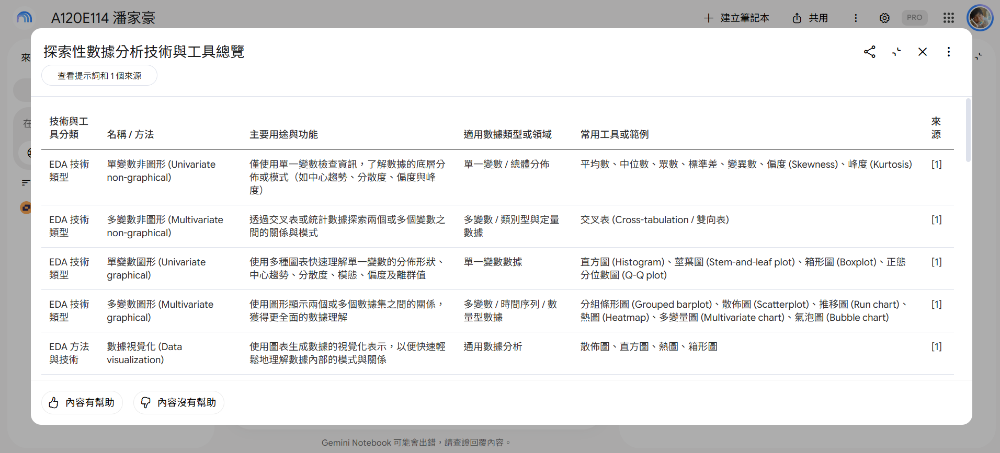 A120E114 潘家豪
建立筆記本
共用
PRO
來
在
探索性數據分析技術與工具總覽
查看提示詞和 1 個來源
技術與工
具分類
名稱 / 方法
主要用途與功能
適用數據類型或領域
常用工具或範例
來
源
EDA 技術
類型
單變數非圖形 (Univariate
non-graphical)
僅使用單一變數檢查資訊，了解數據的底層分
佈或模式（如中心趨勢、分散度、偏度與峰
度）
單一變數 / 總體分佈
平均數、中位數、眾數、標準差、變異數、偏度 (Skewness)、峰度 (Kurtosis)
[1]
EDA 技術
類型
多變數非圖形 (Multivariate
non-graphical)
透過交叉表或統計數據探索兩個或多個變數之
間的關係與模式
多變數 / 類別型與定量
數據
交叉表 (Cross-tabulation / 雙向表)
[1]
EDA 技術
類型
單變數圖形 (Univariate
graphical)
使用多種圖表快速理解單一變數的分佈形狀、
中心趨勢、分散度、模態、偏度及離群值
單一變數數據
直方圖 (Histogram)、莖葉圖 (Stem-and-leaf plot)、箱形圖 (Boxplot)、正態
分位數圖 (Q-Q plot)
[1]
EDA 技術
類型
多變數圖形 (Multivariate
graphical)
使用圖形顯示兩個或多個數據集之間的關係，
獲得更全面的數據理解
多變數 / 時間序列 / 數
量型數據
分組條形圖 (Grouped barplot)、散佈圖 (Scatterplot)、推移圖 (Run chart)、
熱圖 (Heatmap)、多變量圖 (Multivariate chart)、氣泡圖 (Bubble chart)
[1]
EDA 方法
與技術
數據視覺化 (Data
visualization)
使用圖表生成數據的視覺化表示，以便快速輕
鬆地理解數據內部的模式與關係
通用數據分析
散佈圖、直方圖、熱圖、箱形圖
[1]
內容有幫助
內容沒有幫助
Gemini Notebook 可能會出錯，請查證回覆內容。